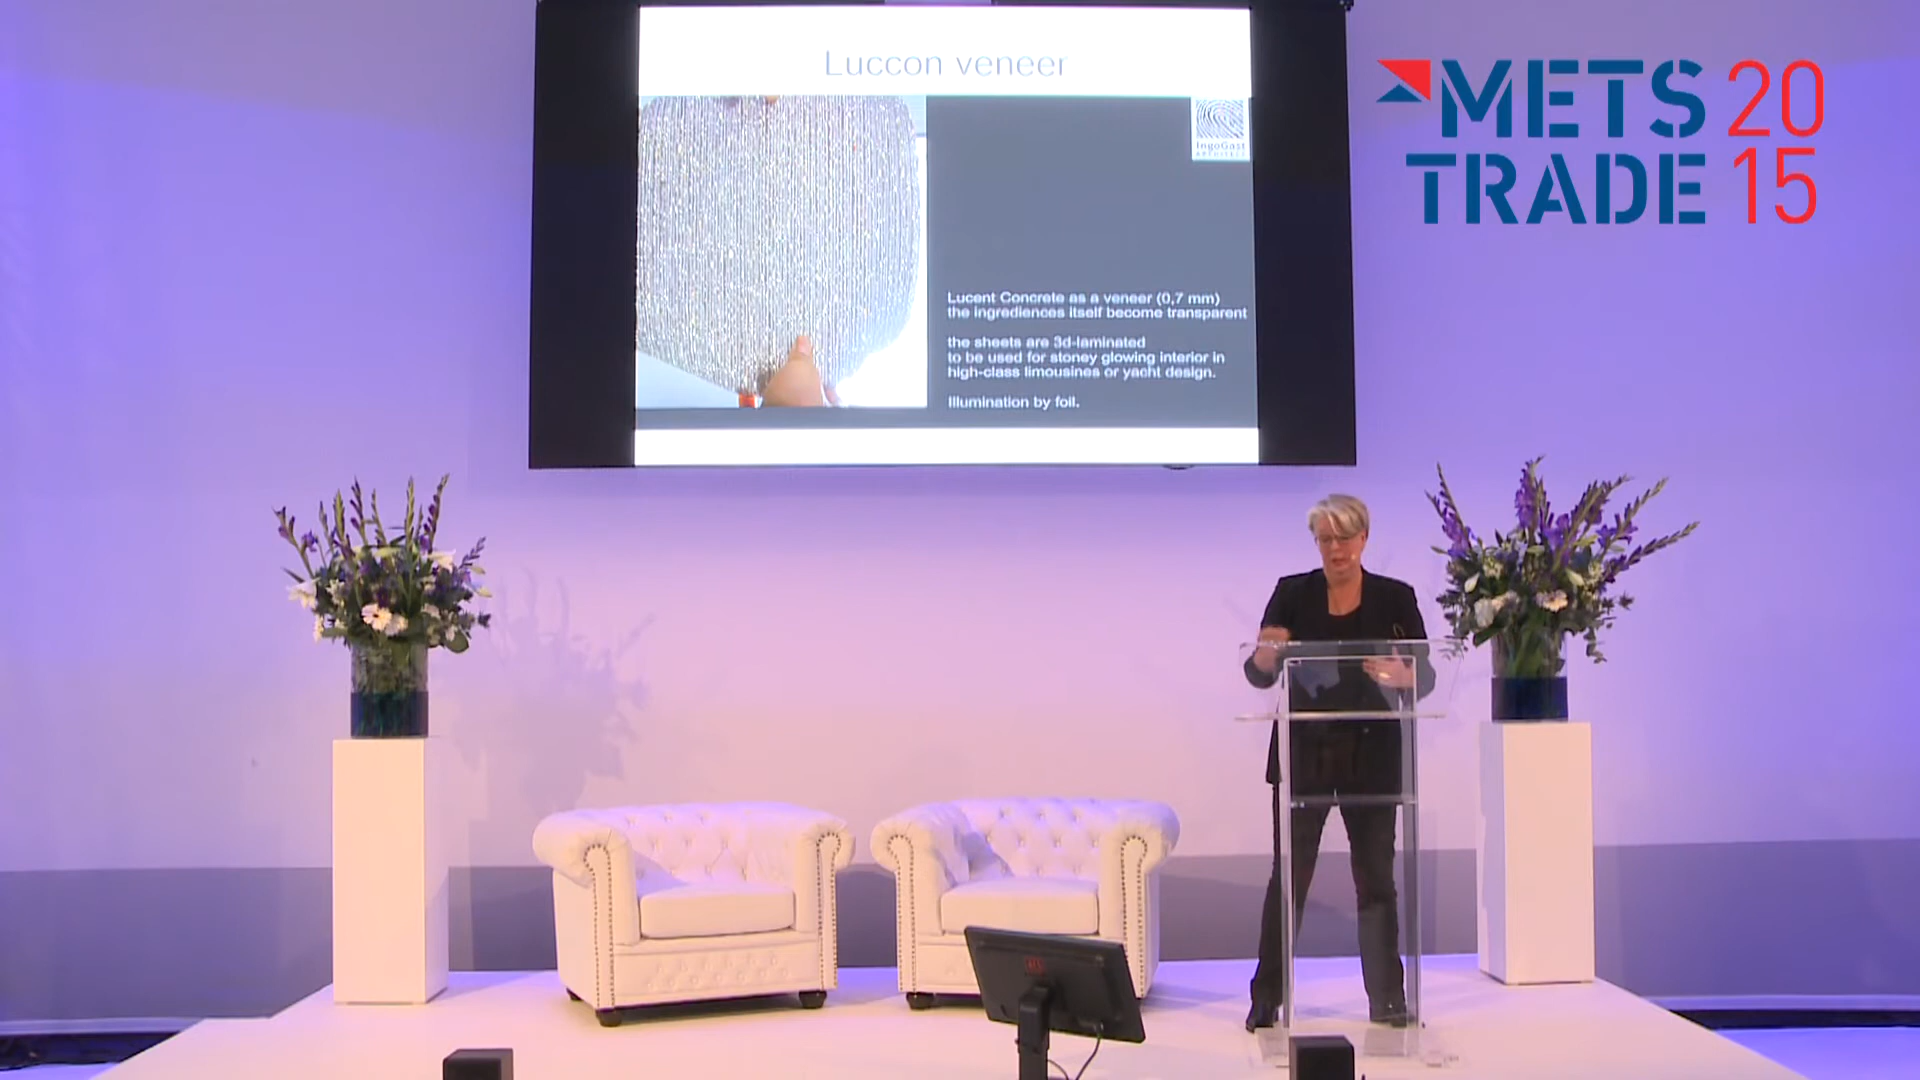 Luccon veneer
METS 20
TRADE 15
IngoGast
ARCHITECT
Lucent Concrete as a veneer (0,7 mm)
the ingrediences itself become transparent
the sheets are 3d-laminated
to be used for stoney glowing interior in
high-class limousines or yacht design.
Illumination by foil.